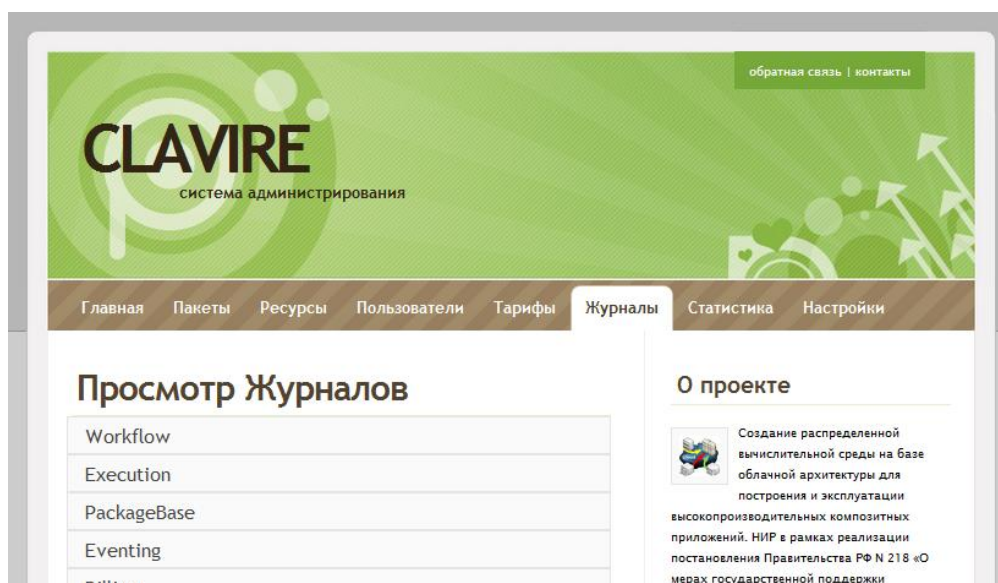 обратная связь | контакты
CLAVIRE
система администрирования
Главная Пакеты Ресурсы Пользователи Тарифы Журналы Статистика Настройки
Просмотр Журналов
Workflow
Execution
PackageBase
Eventing
О проекте
Создание распределенной
вычислительной среды на базе
облачной архитектуры для
построения и эксплуатации
высокопроизводительных композитных
приложений. НИР в рамках реализации
постановления Правительства РФ N 218 «О
мерах государственной поддержки